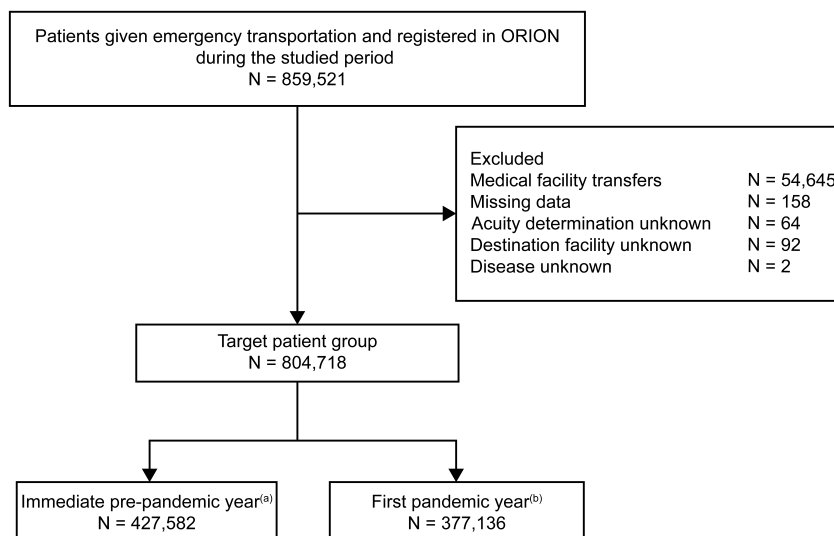 Patients given emergency transportation and registered in ORION
during the studied period
N = 859,521
Excluded
Medical facility transfers N = 54,645
Missing data N = 158
Acuity determination unknown N = 64
Destination facility unknown N = 92
Disease unknown N = 2
Target patient group
N = 804,718
Immediate pre-pandemic year(a)
N = 427,582
First pandemic year(b)
N = 377,136